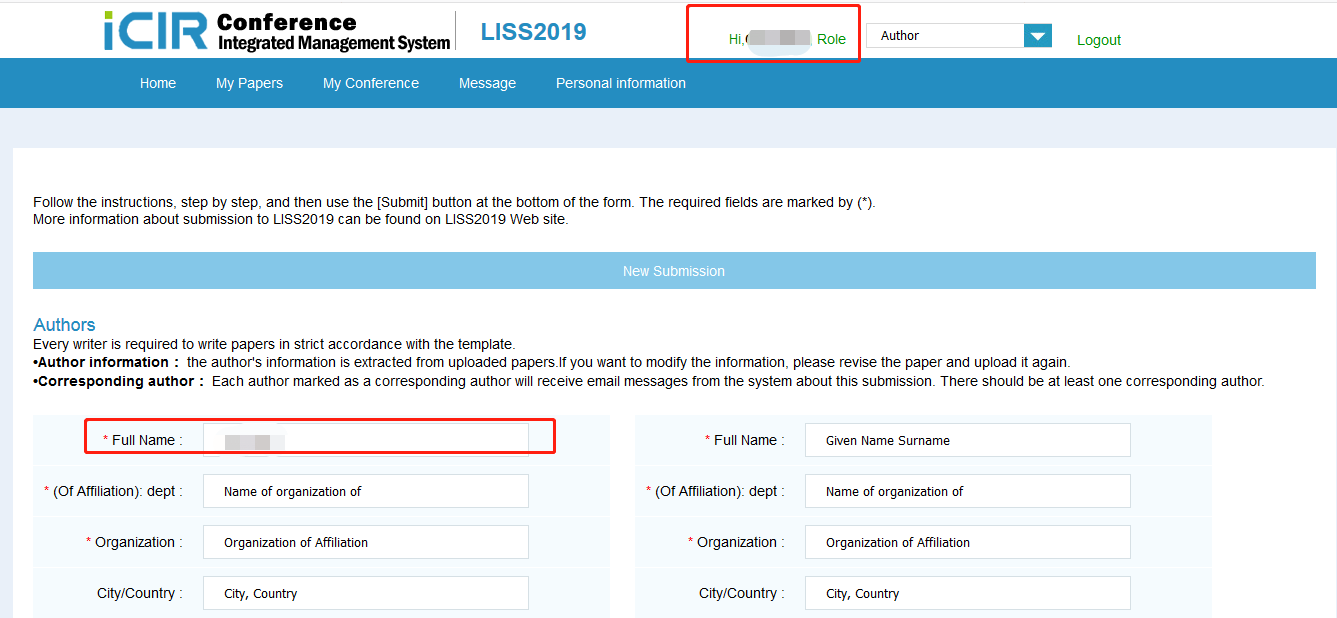 iCIR Conference
Integrated Management System
LISS2019
Hi, Role
Author
Logout
Home My Papers My Conference Message Personal information
Follow the instructions, step by step, and then use the [Submit] button at the bottom of the form. The required fields are marked by (*).
More information about submission to LISS2019 can be found on LISS2019 Web site.
New Submission
Authors
Every writer is required to write papers in strict accordance with the template.
•Author information： the author's information is extracted from uploaded papers.If you want to modify the information, please revise the paper and upload it again.
•Corresponding author： Each author marked as a corresponding author will receive email messages from the system about this submission. There should be at least one corresponding author.
* Full Name :
* Full Name : Given Name Surname
* (Of Affiliation): dept : Name of organization of
* (Of Affiliation): dept : Name of organization of
* Organization : Organization of Affiliation
* Organization : Organization of Affiliation
City/Country : City, Country
City/Country : City, Country